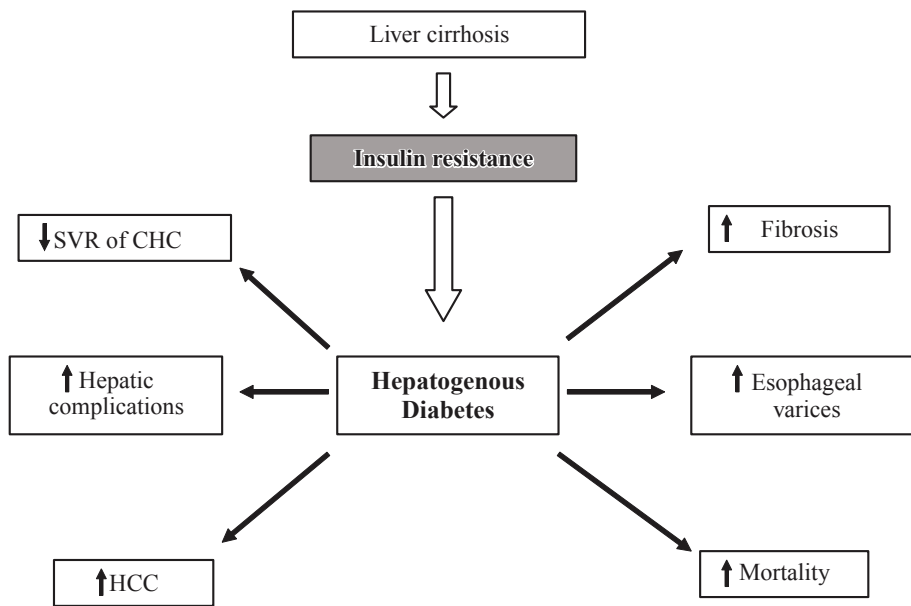 Liver cirrhosis
Insulin resistance
↓SVR of CHC
↑ Fibrosis
↑ Hepatic
complications
Hepatogenous
Diabetes
↑ Esophageal
varices
↑HCC
↑ Mortality